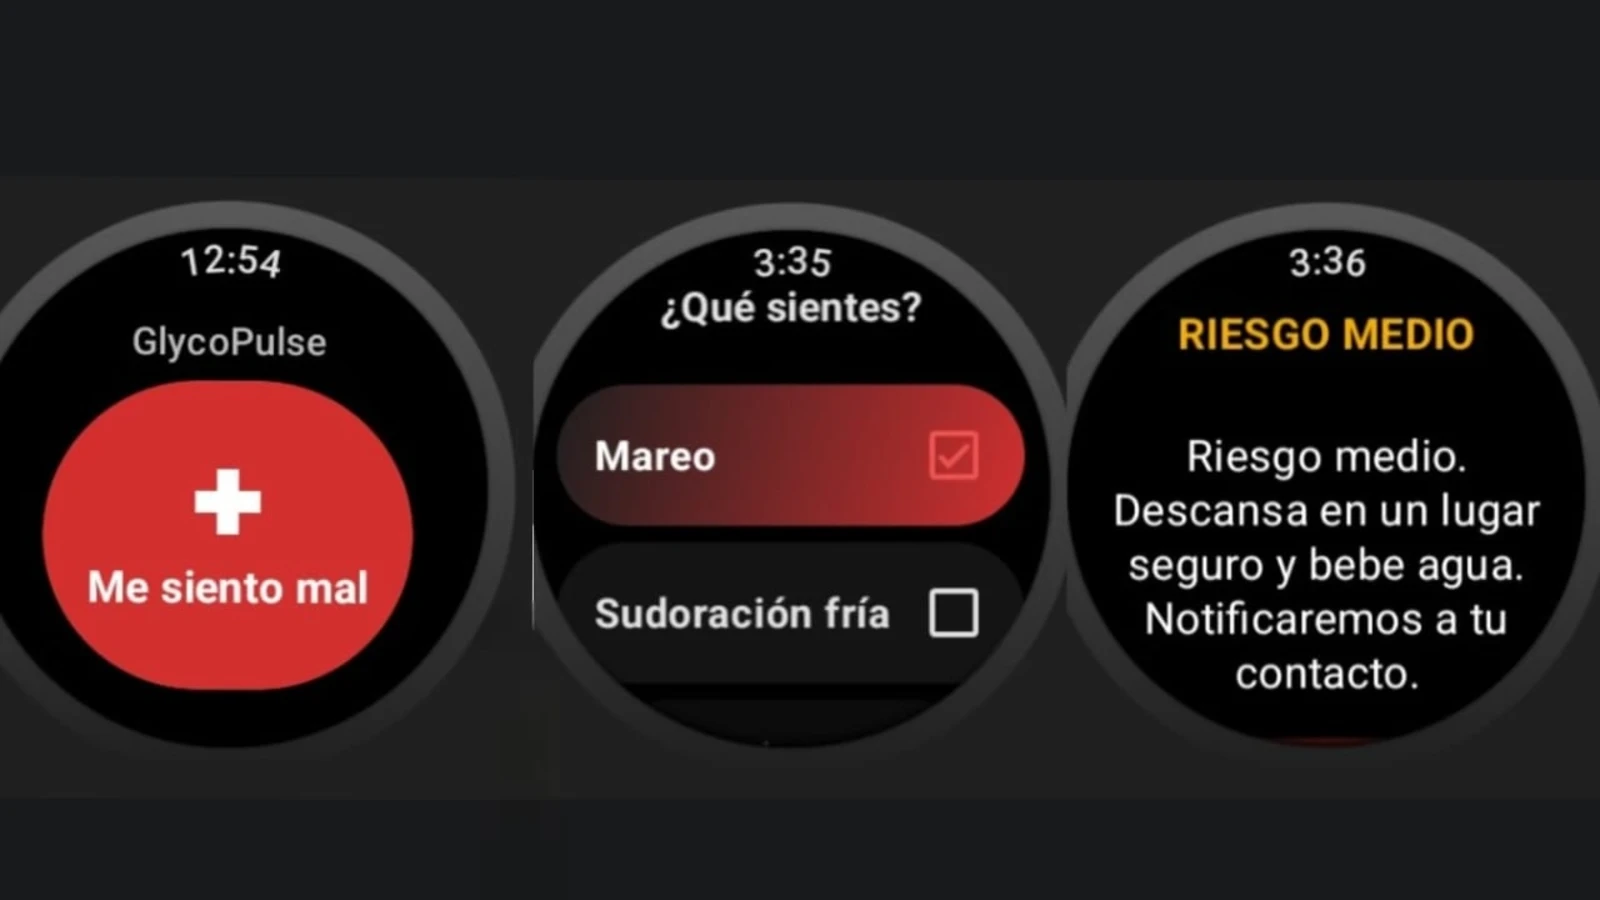 12:54
GlycoPulse
Me siento mal
3:35
¿Qué sientes?
Mareo
Sudoración fría
3:36
RIESGO MEDIO
Riesgo medio.
Descansa en un lugar
seguro y bebe agua.
Notificaremos a tu
contacto.